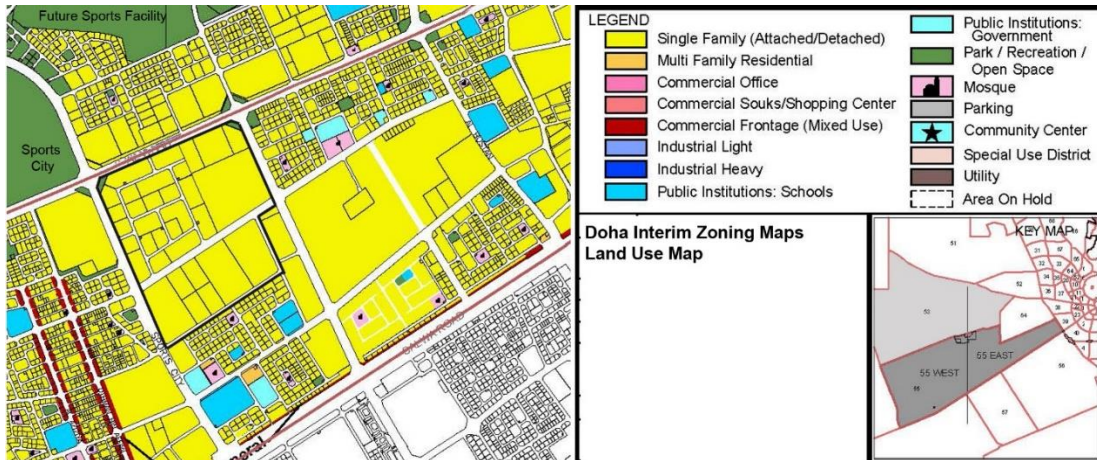 Future Sports Facility
Sports
City
SALWA ROAD
LEGEND
Single Family (Attached/Detached)
Multi Family Residential
Commercial Office
Commercial Souks/Shopping Center
Commercial Frontage (Mixed Use)
Industrial Light
Industrial Heavy
Public Institutions: Schools
Public Institutions:
Government
Park / Recreation /
Open Space
Mosque
Parking
Community Center
Special Use District
Utility
Area On Hold
Doha Interim Zoning Maps
Land Use Map
KEY MAP
51
52
53
54
55 EAST
55 WEST
55
56
57